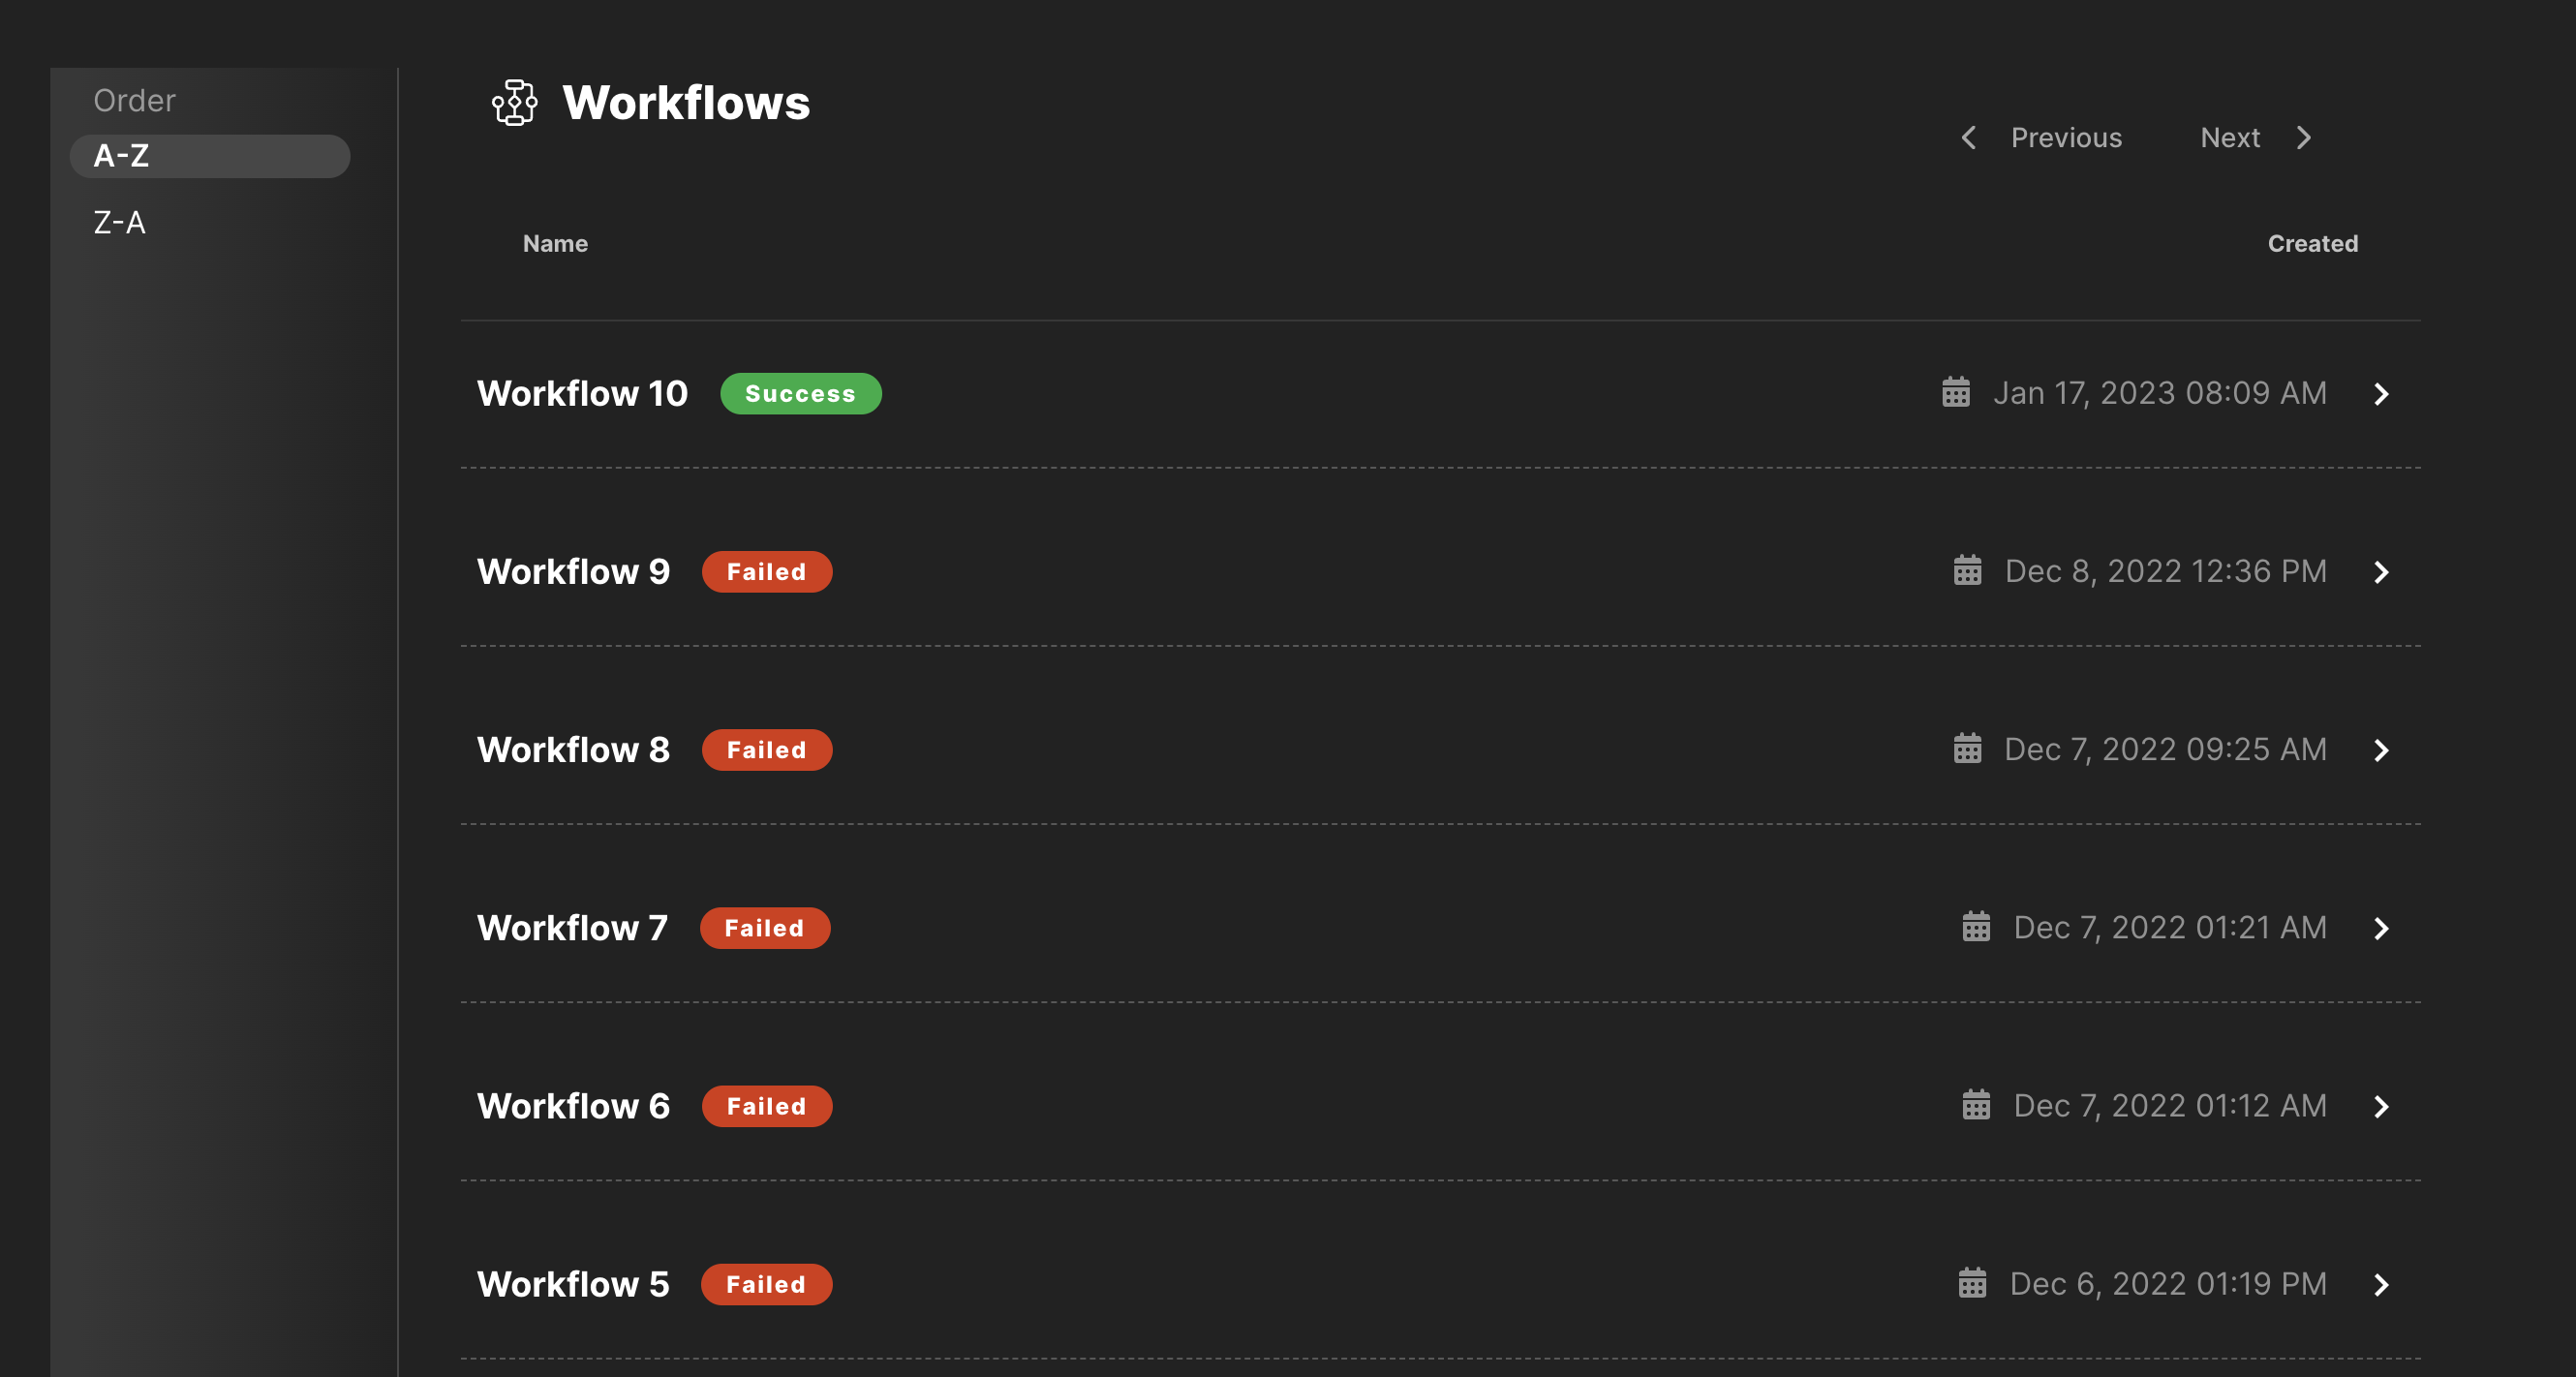 Order
A-Z
Z-A
Workflows
Previous Next
Name Created
Workflow 10 Success Jan 17, 2023 08:09 AM
Workflow 9 Failed Dec 8, 2022 12:36 PM
Workflow 8 Failed Dec 7, 2022 09:25 AM
Workflow 7 Failed Dec 7, 2022 01:21 AM
Workflow 6 Failed Dec 7, 2022 01:12 AM
Workflow 5 Failed Dec 6, 2022 01:19 PM